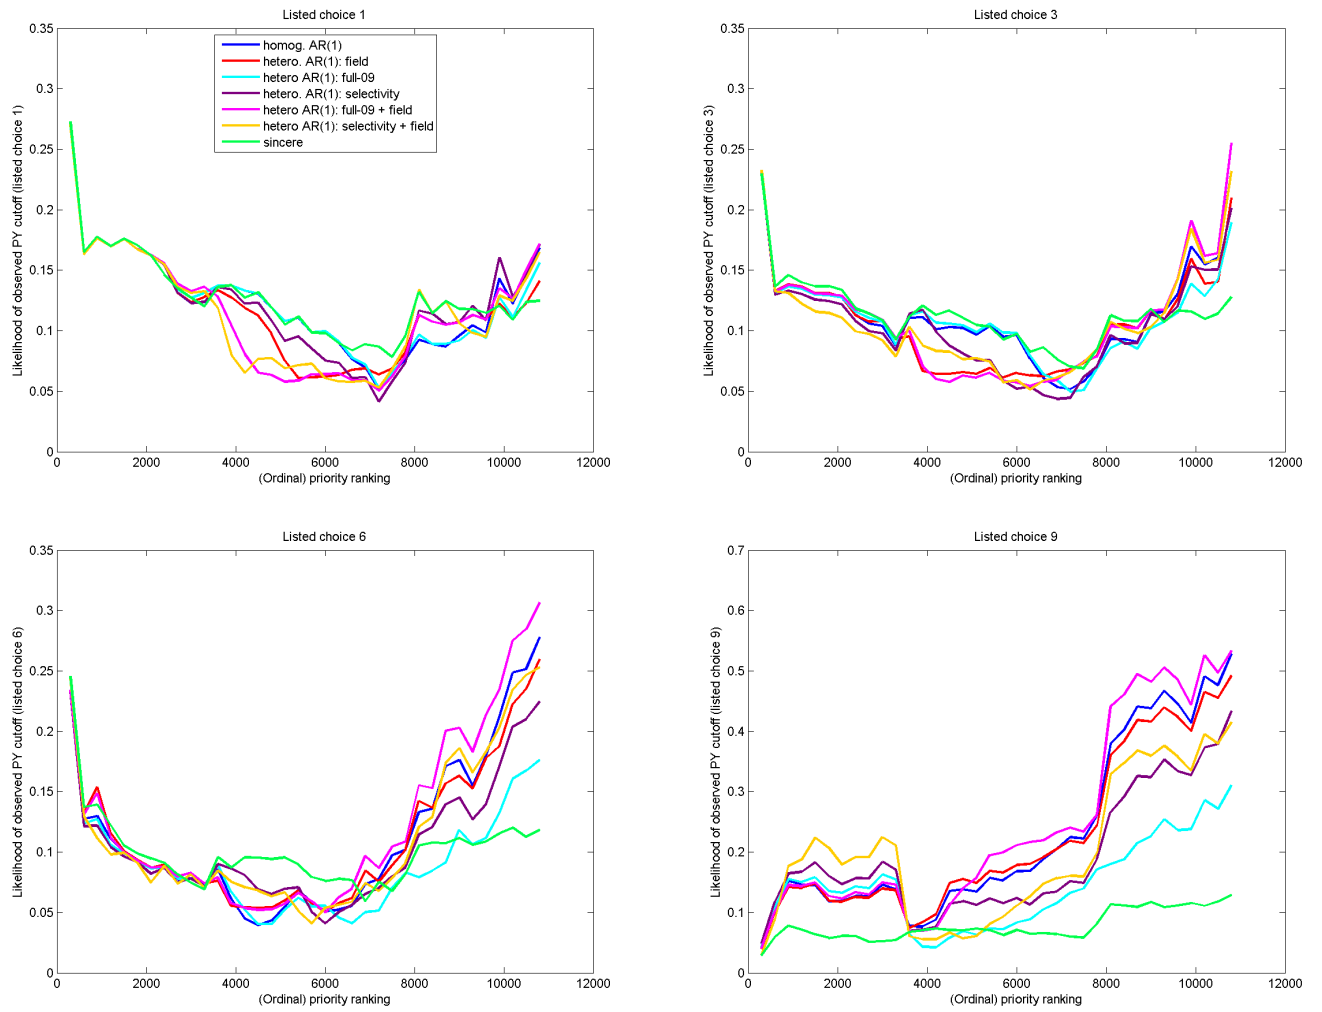 Listed choice 1
Likelihood of observed PY cutoff (listed choice 1)
0.35
0.3
0.25
0.2
0.15
0.1
0.05
0
homog. AR(1)
hetero. AR(1): field
hetero AR(1): full-09
hetero AR(1): selectivity
hetero AR(1): full-09 + field
hetero AR(1): selectivity + field
sincere
0 2000 4000 6000 8000 10000 12000
(Ordinal) priority ranking
Listed choice 3
Likelihood of observed PY cutoff (listed choice 3)
0.35
0.3
0.25
0.2
0.15
0.1
0.05
0
0 2000 4000 6000 8000 10000 12000
(Ordinal) priority ranking
Listed choice 6
Likelihood of observed PY cutoff (listed choice 6)
0.35
0.3
0.25
0.2
0.15
0.1
0.05
0
0 2000 4000 6000 8000 10000 12000
(Ordinal) priority ranking
Listed choice 9
Likelihood of observed PY cutoff (listed choice 9)
0.7
0.6
0.5
0.4
0.3
0.2
0.1
0
0 2000 4000 6000 8000 10000 12000
(Ordinal) priority ranking